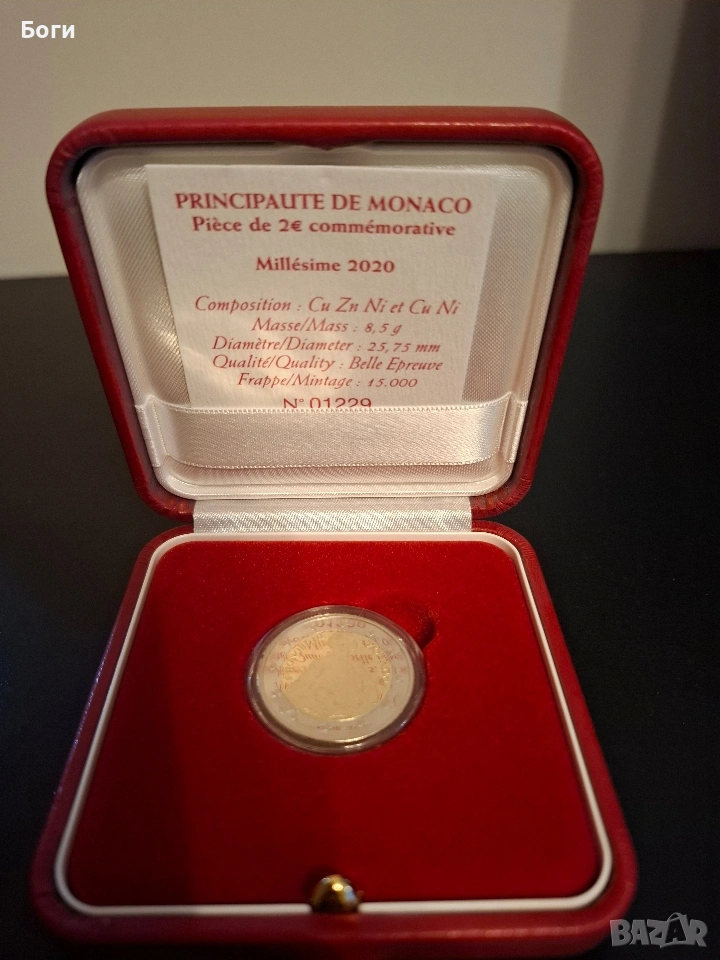 Боги
PRINCIPAUTE DE MONACO
Pièce de 2€ commémorative
Millésime 2020
Composition : Cu Zn Ni et Cu Ni
Masse/Mass : 8,5 g
Diamètre/Diameter : 25,75 mm
Qualité/Quality : Belle Epreuve
Frappe/Mintage : 15.000
N° 01229
BAZAR